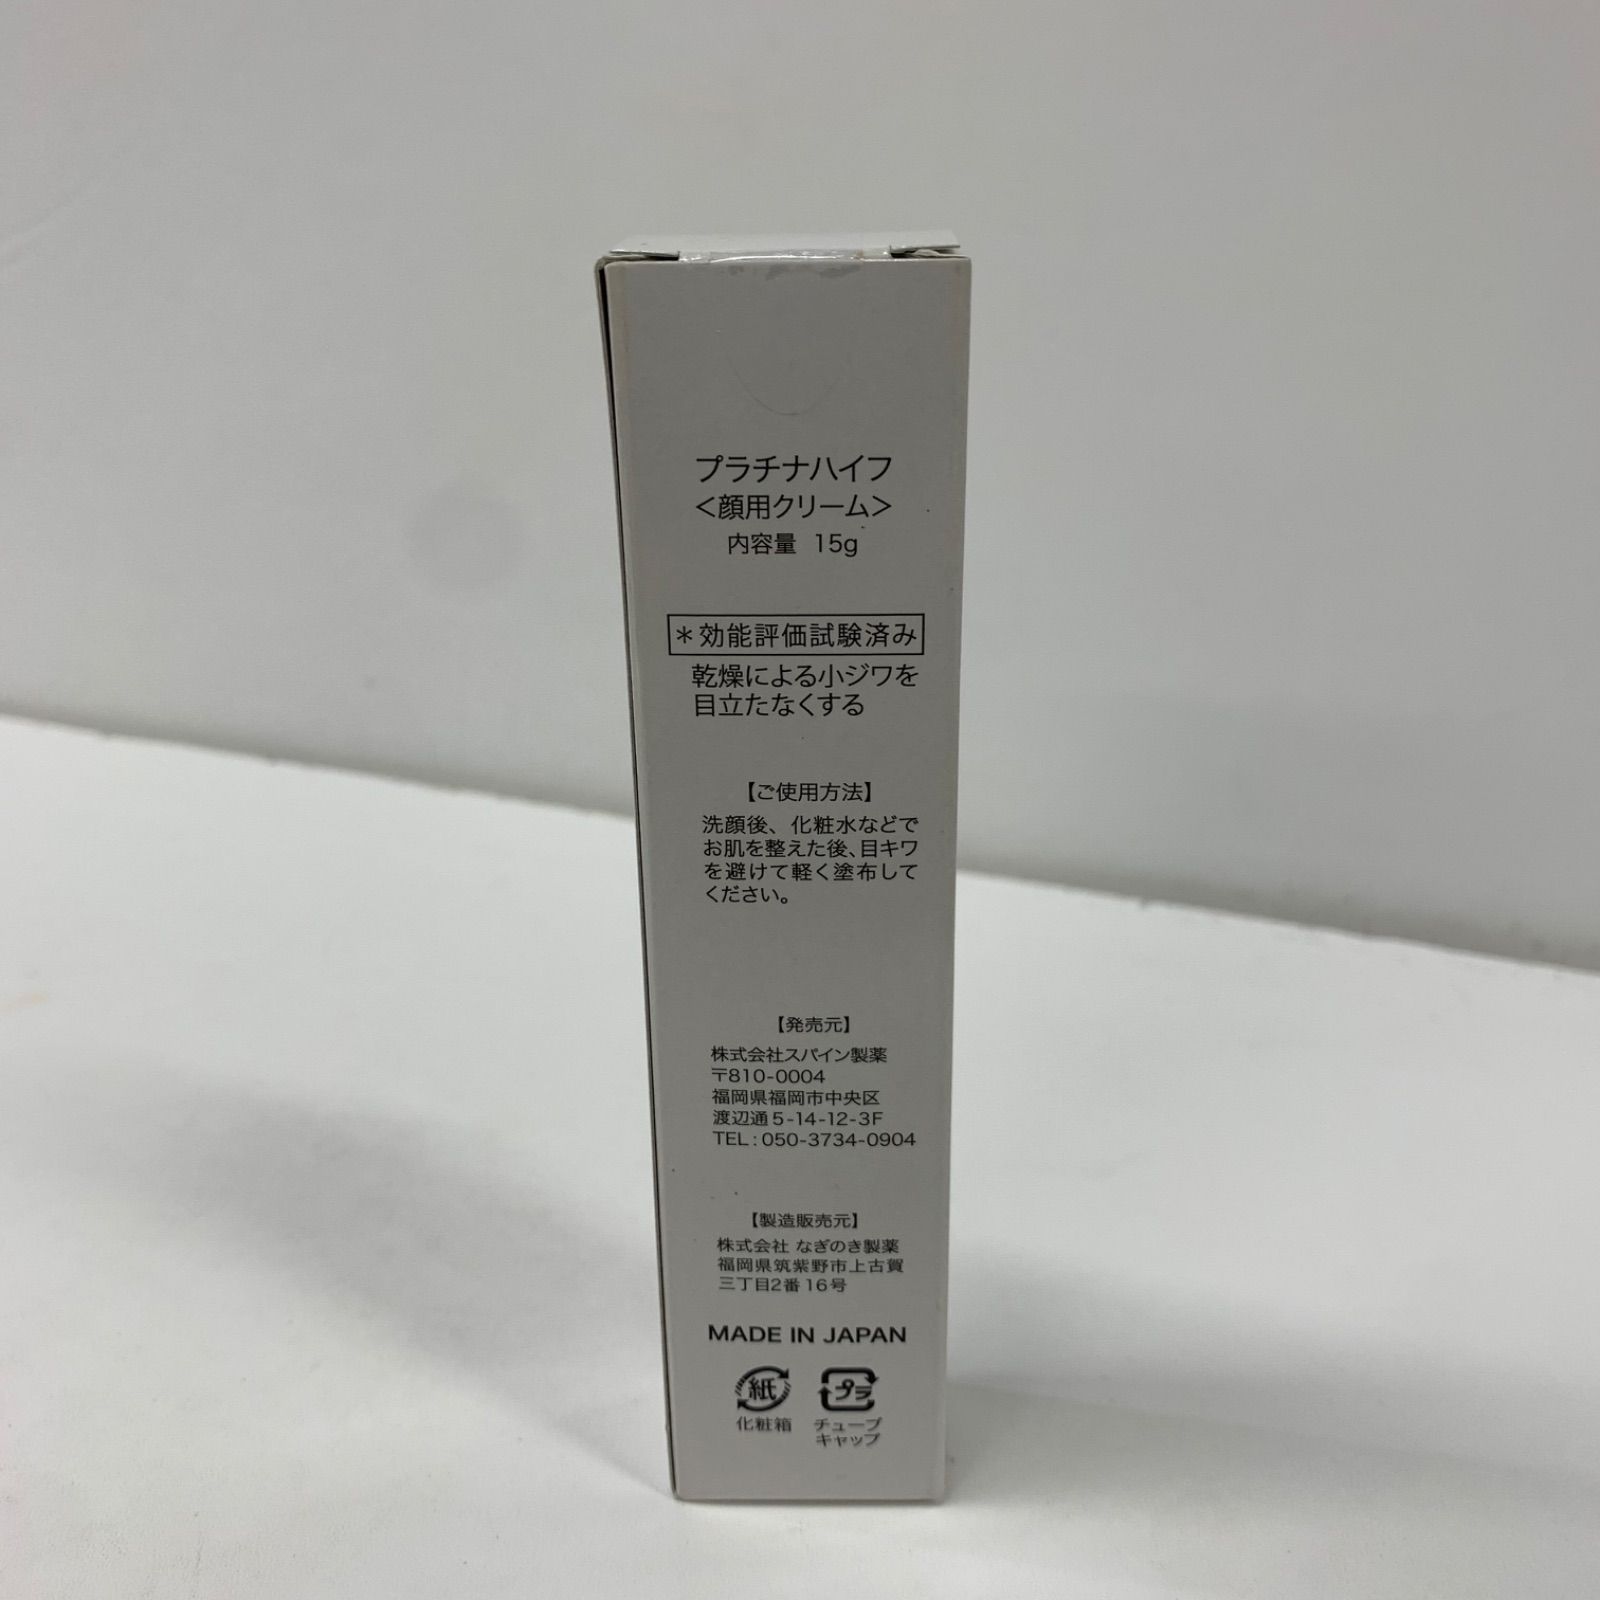 プラチナハイフ
＜顔用クリーム＞
内容量 15g
＊効能評価試験済み
乾燥による小ジワを
目立たなくする
【ご使用方法】
洗顔後、化粧水などで
お肌を整えた後、目キワ
を避けて軽く塗布して
ください。
【発売元】
株式会社スパイン製薬
〒810-0004
福岡県福岡市中央区
渡辺通5-14-12-3F
TEL：050-3734-0904
【製造販売元】
株式会社 なぎのき製薬
福岡県筑紫野市上古賀
三丁目2番16号
MADE IN JAPAN
紙 プラ
化粧箱 チューブ
キャップ